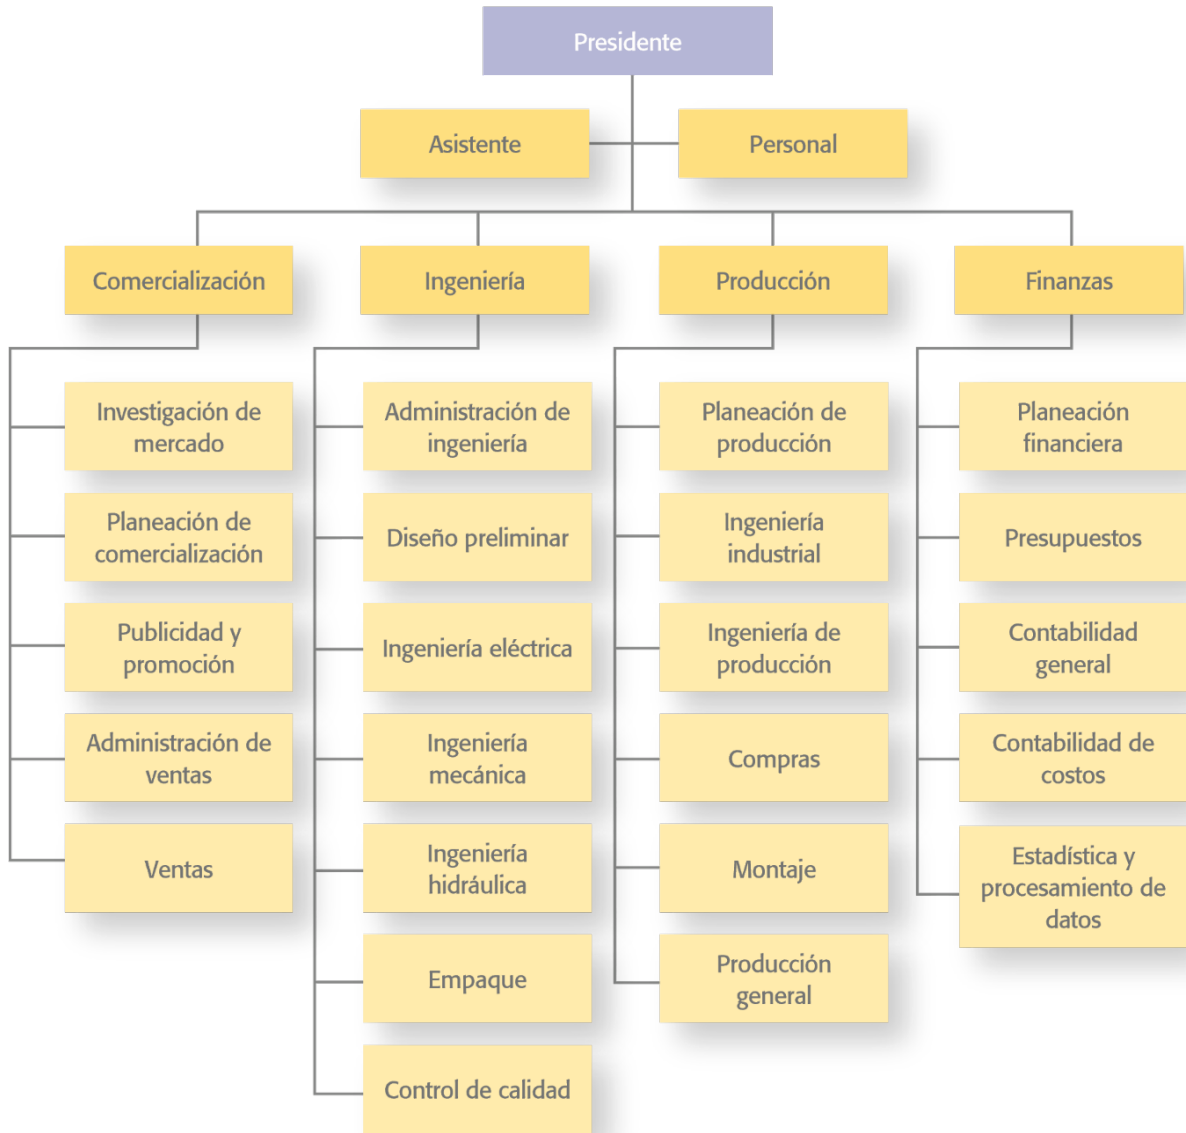 Presidente
Asistente
Personal
Comercialización
Ingeniería
Producción
Finanzas
Investigación de
mercado
Planeación de
comercialización
Publicidad y
promoción
Administración de
ventas
Ventas
Administración de
ingeniería
Diseño preliminar
Ingeniería eléctrica
Ingeniería
mecánica
Ingeniería
hidráulica
Empaque
Control de calidad
Planeación de
producción
Ingeniería
industrial
Ingeniería de
producción
Compras
Montaje
Producción
general
Planeación
financiera
Presupuestos
Contabilidad
general
Contabilidad de
costos
Estadística y
procesamiento de
datos